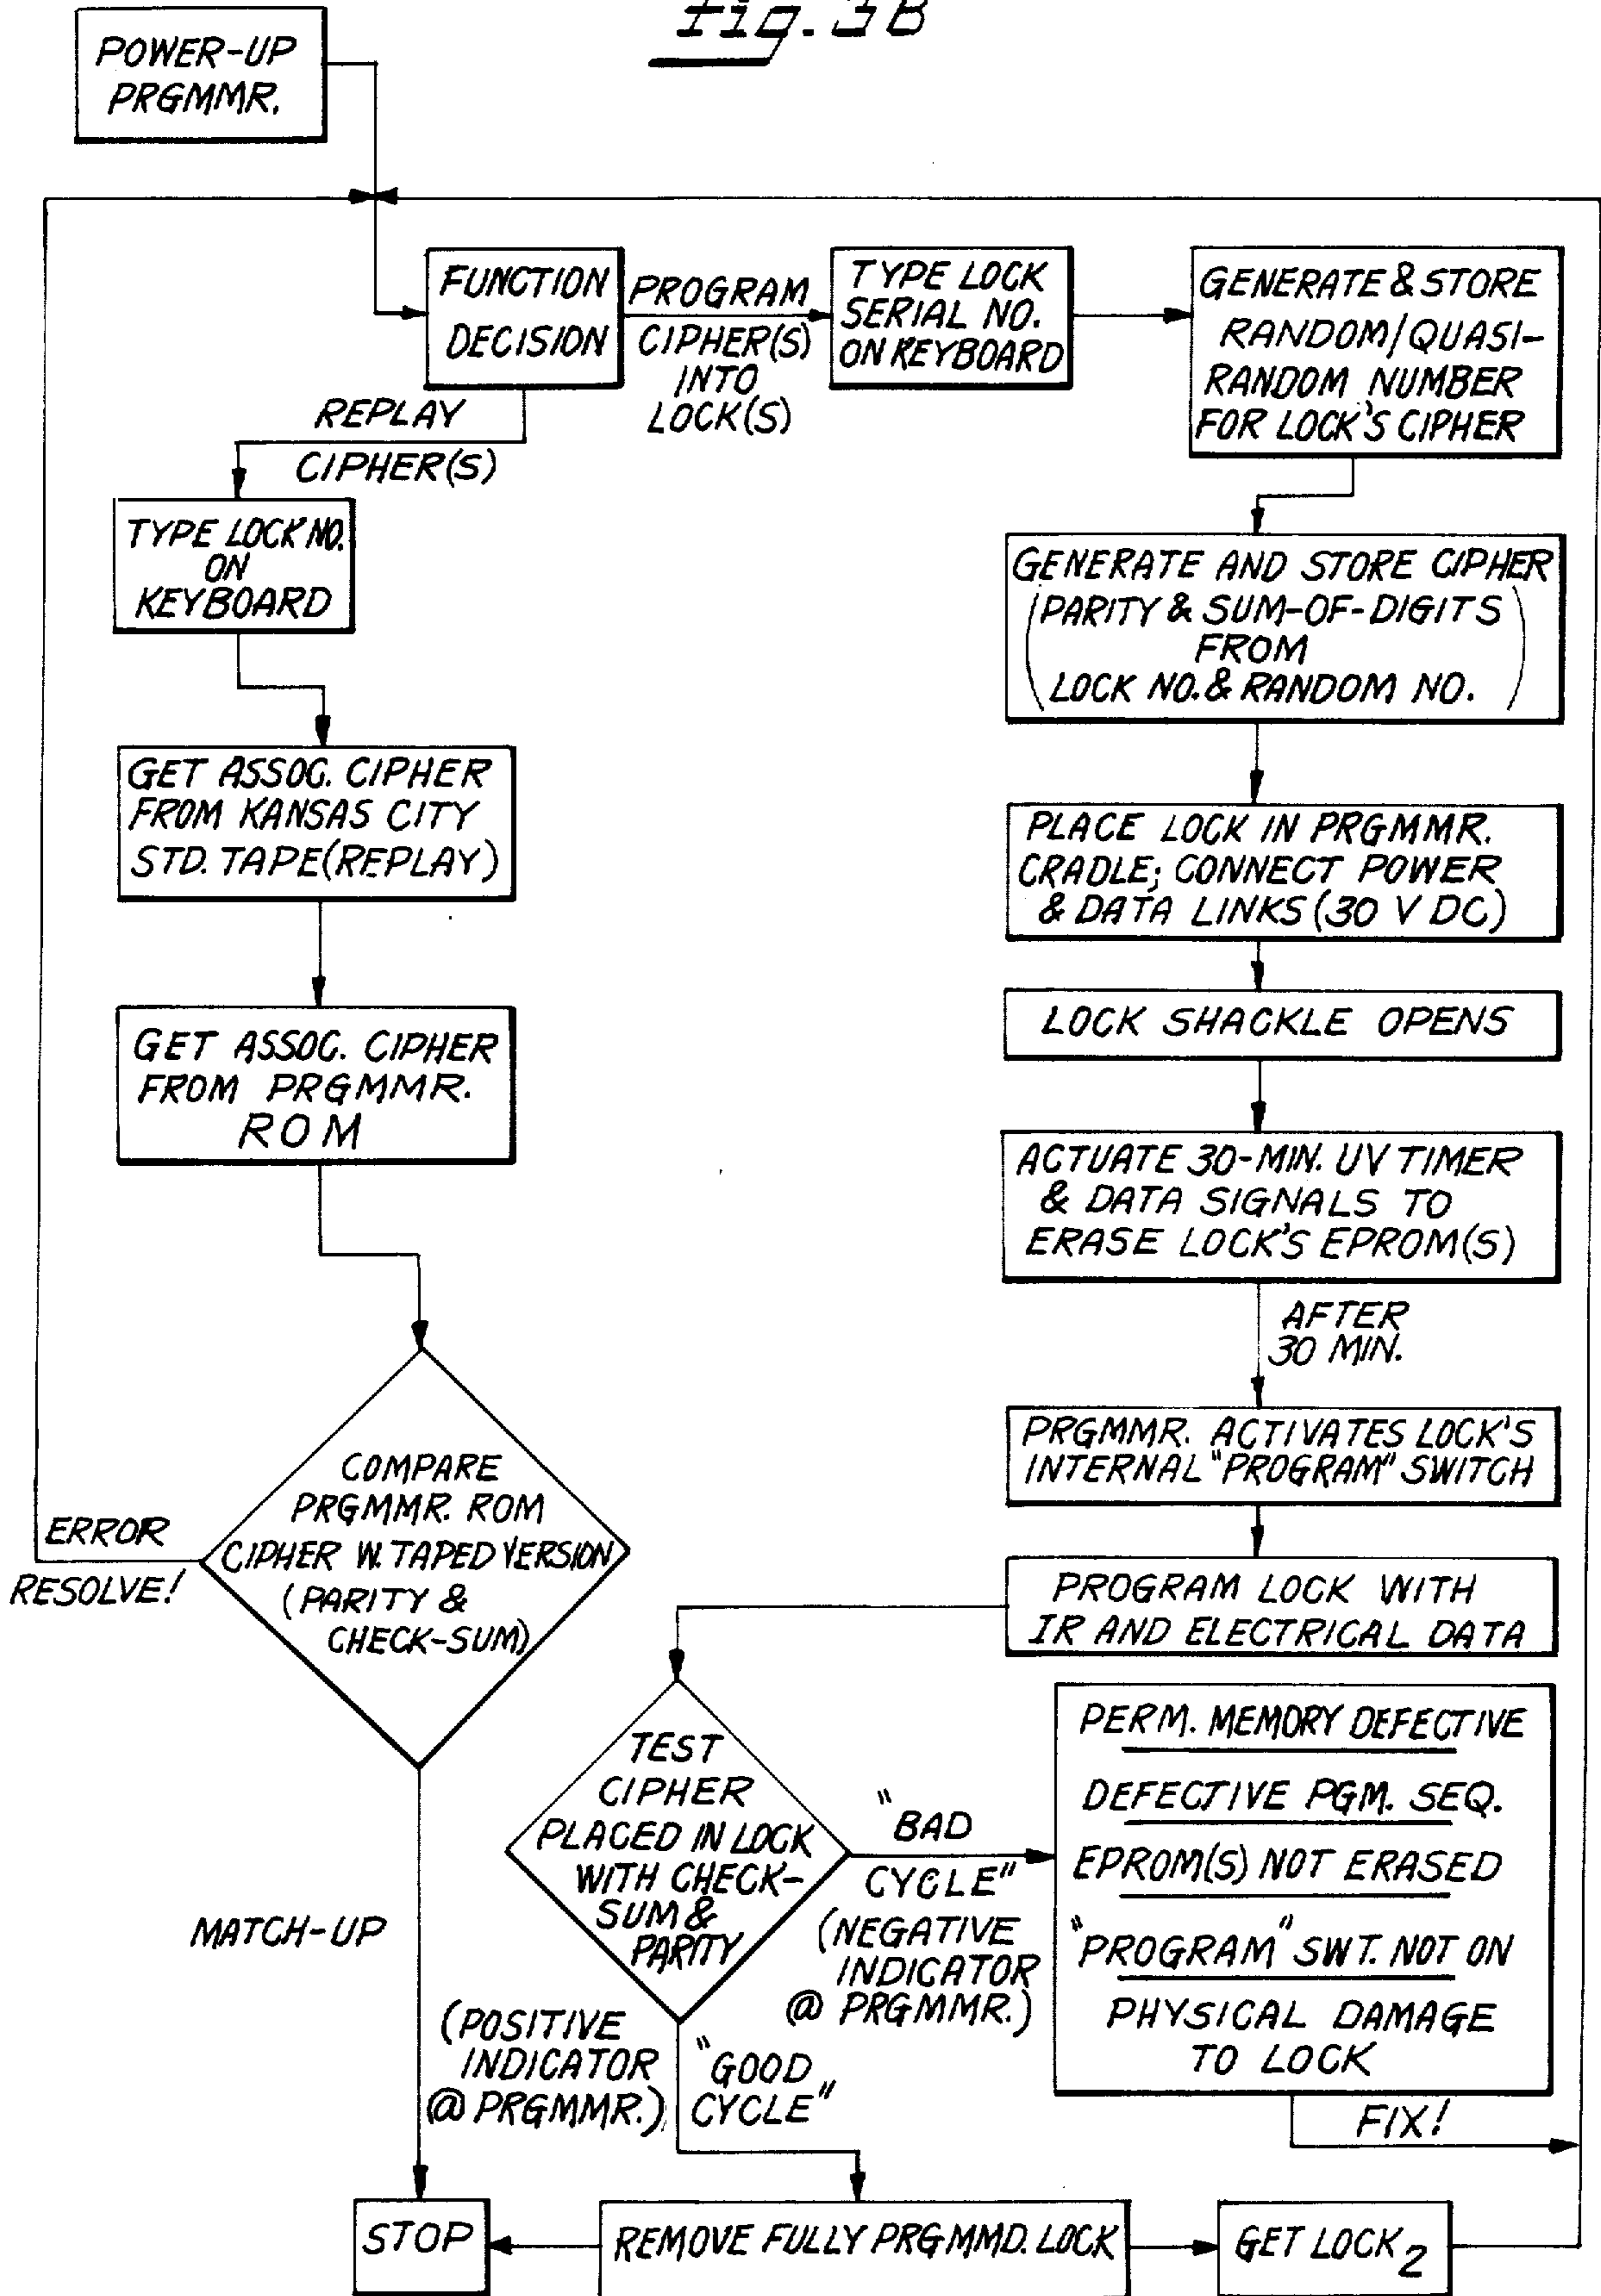 fig. 3B
POWER-UP
PRGMMR.
FUNCTION
DECISION
PROGRAM
CIPHER(S)
INTO
LOCK(S)
TYPE LOCK
SERIAL NO.
ON KEYBOARD
GENERATE & STORE
RANDOM/QUASI-
RANDOM NUMBER
FOR LOCK'S CIPHER
REPLAY
CIPHER(S)
TYPE LOCK NO.
ON
KEYBOARD
GENERATE AND STORE CIPHER
(PARITY & SUM-OF-DIGITS
FROM
LOCK NO. & RANDOM NO.)
GET ASSOC. CIPHER
FROM KANSAS CITY
STD. TAPE (REPLAY)
PLACE LOCK IN PRGMMR.
CRADLE; CONNECT POWER
& DATA LINKS (30 V DC)
LOCK SHACKLE OPENS
GET ASSOC. CIPHER
FROM PRGMMR.
ROM
ACTUATE 30-MIN. UV TIMER
& DATA SIGNALS TO
ERASE LOCK'S EPROM(S)
AFTER
30 MIN.
PRGMMR. ACTIVATES LOCK'S
INTERNAL "PROGRAM" SWITCH
COMPARE
PRGMMR. ROM
CIPHER W. TAPED VERSION
(PARITY &
CHECK-SUM)
ERROR
RESOLVE!
PROGRAM LOCK WITH
IR AND ELECTRICAL DATA
TEST
CIPHER
PLACED IN LOCK
WITH CHECK-
SUM &
PARITY
"BAD
CYCLE"
(NEGATIVE
INDICATOR
@ PRGMMR.)
PERM. MEMORY DEFECTIVE
DEFECTIVE PGM. SEQ.
EPROM(S) NOT ERASED
"PROGRAM" SWT. NOT ON
PHYSICAL DAMAGE
TO LOCK
MATCH-UP
(POSITIVE
INDICATOR
@ PRGMMR.)
"GOOD
CYCLE"
FIX!
STOP
REMOVE FULLY PRGMMD. LOCK
GET LOCK 2